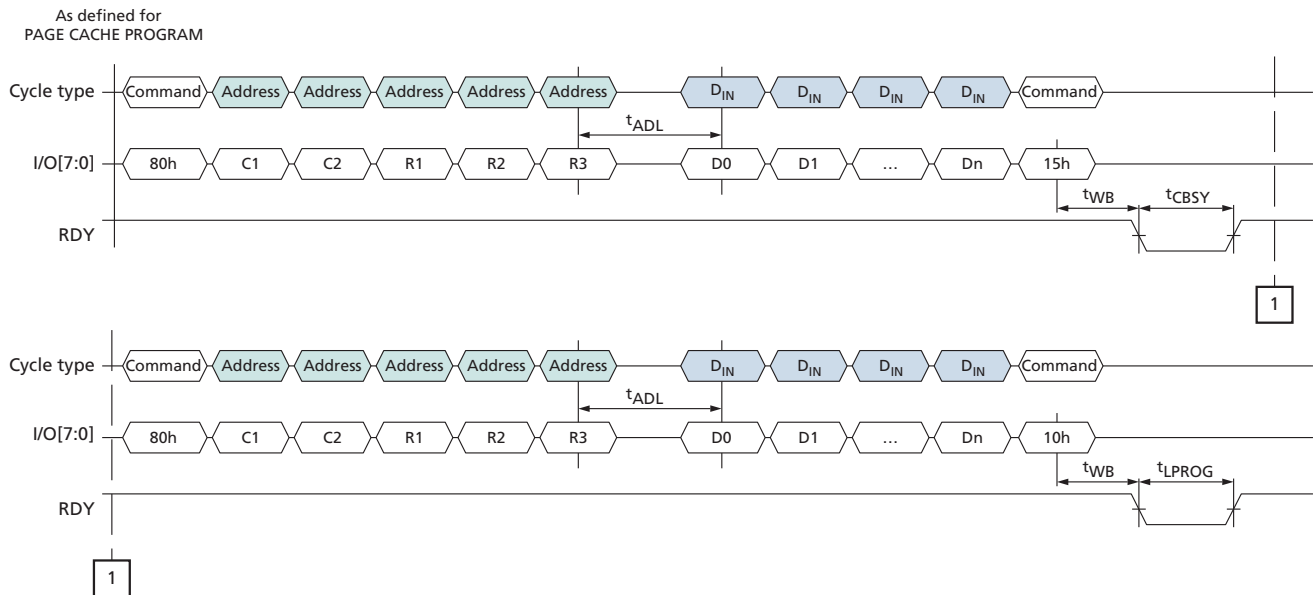 As defined for
PAGE CACHE PROGRAM
Cycle type Command Address Address Address Address Address DIN DIN DIN DIN Command
tADL
I/O[7:0] 80h C1 C2 R1 R2 R3 D0 D1 … Dn 15h
tWB tCBSY
RDY
1
Cycle type Command Address Address Address Address Address DIN DIN DIN DIN Command
tADL
I/O[7:0] 80h C1 C2 R1 R2 R3 D0 D1 … Dn 10h
tWB tLPROG
RDY
1